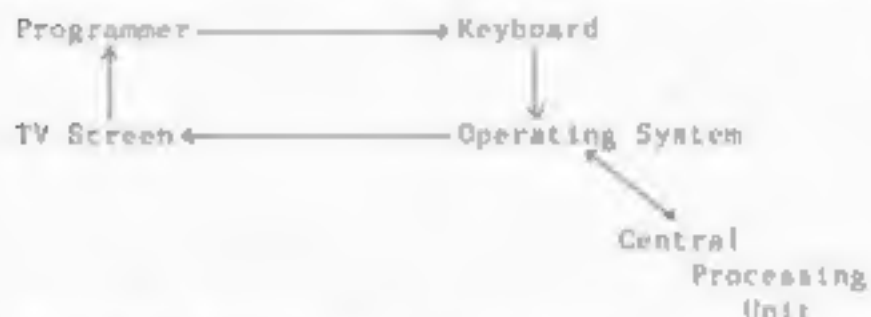 Programmer Keyboard
TV Screen Operating System
Central
Processing
Unit